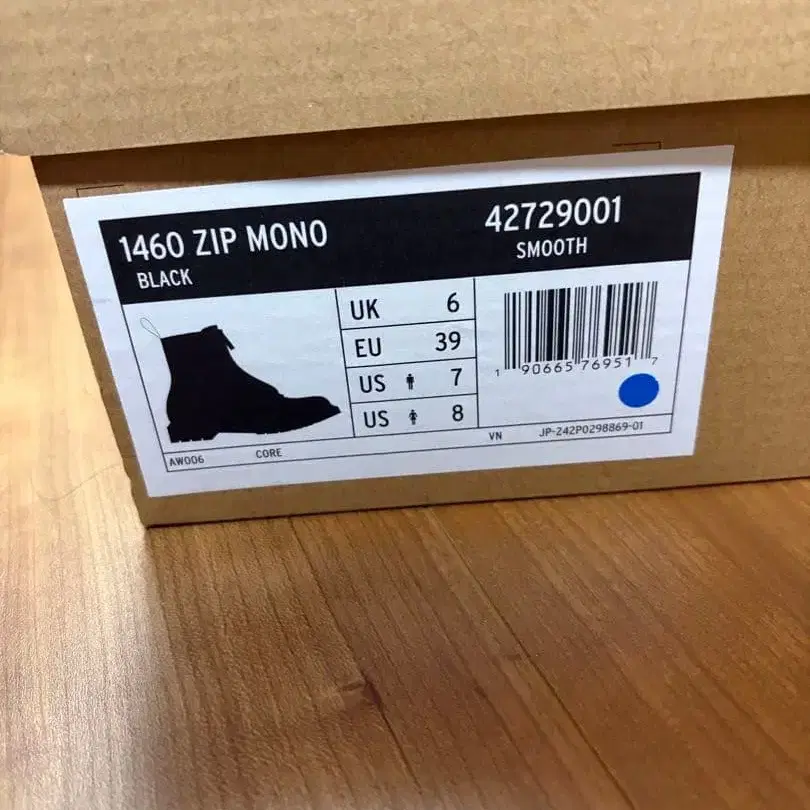 1460 ZIP MONO
BLACK
42729001
SMOOTH
UK 6
EU 39
US 7
US 8
1 90665 76951 7
AW006 CORE VN JP-242P0298869-01